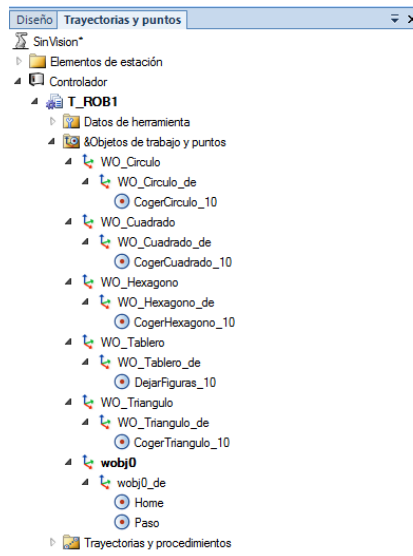 Diseño Trayectorias y puntos
SinVision*
Elementos de estación
Controlador
T_ROB1
Datos de herramienta
&Objetos de trabajo y puntos
WO_Circulo
WO_Circulo_de
CogerCirculo_10
WO_Cuadrado
WO_Cuadrado_de
CogerCuadrado_10
WO_Hexagono
WO_Hexagono_de
CogerHexagono_10
WO_Tablero
WO_Tablero_de
DejarFiguras_10
WO_Triangulo
WO_Triangulo_de
CogerTriangulo_10
wobj0
wobj0_de
Home
Paso
Trayectorias y procedimientos